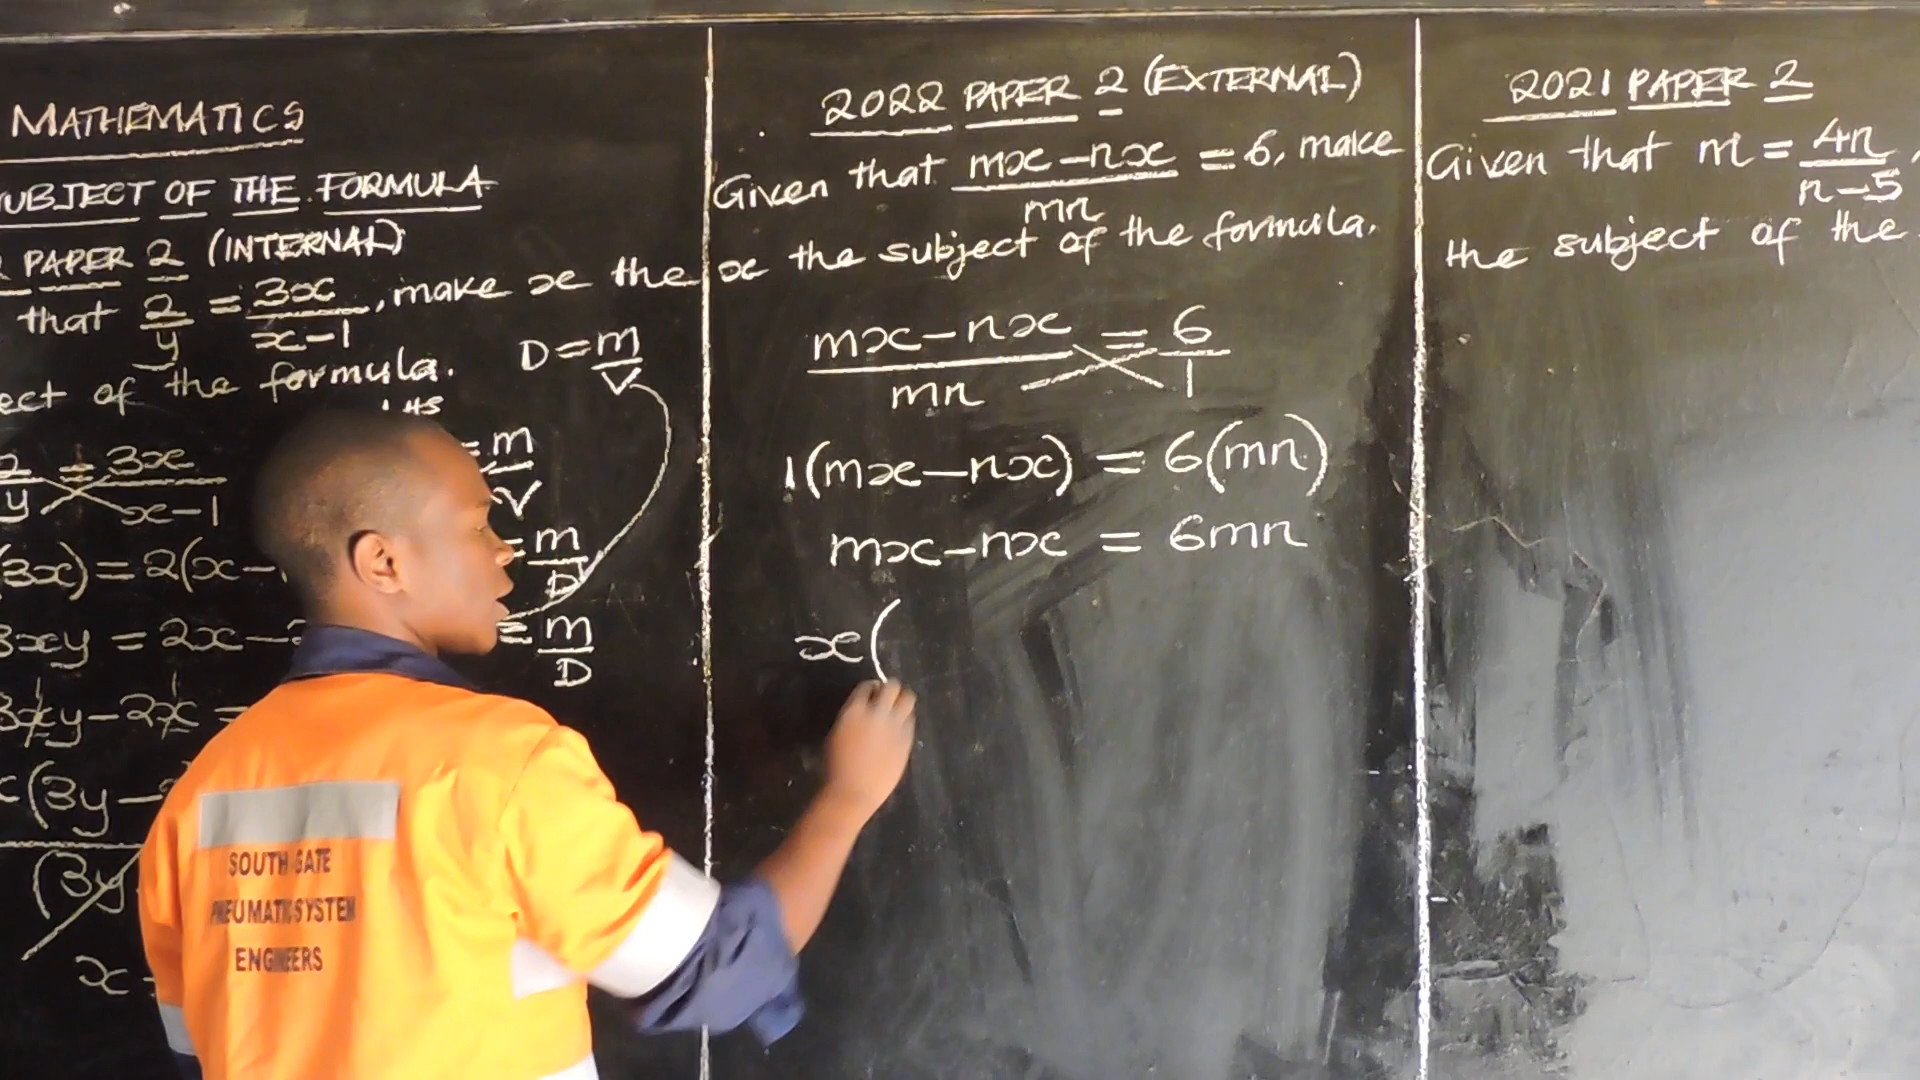 MATHEMATICS
SUBJECT OF THE FORMULA
PAPER 2 (INTERNAL)
that 2/y = 3x/x-1, make x the
ect of the formula.
D = m/V
LHS
2/y = 3x/x-1
= m/V
(3x) = 2(x-
= m/D
3xy = 2x-
= m/D
3xy-2x =
x(3y-
(3y
x
2022 PAPER 2 (EXTERNAL)
Given that mx-nx/mn = 6, make
x the subject of the formula.
mx-nx/mn = 6/1
1(mx-nx) = 6(mn)
mx-nx = 6mn
x(
2021 PAPER 2
Given that m = 4n/n-5,
the subject of the
SOUTH GATE
PNEUMATIC SYSTEM
ENGINEERS